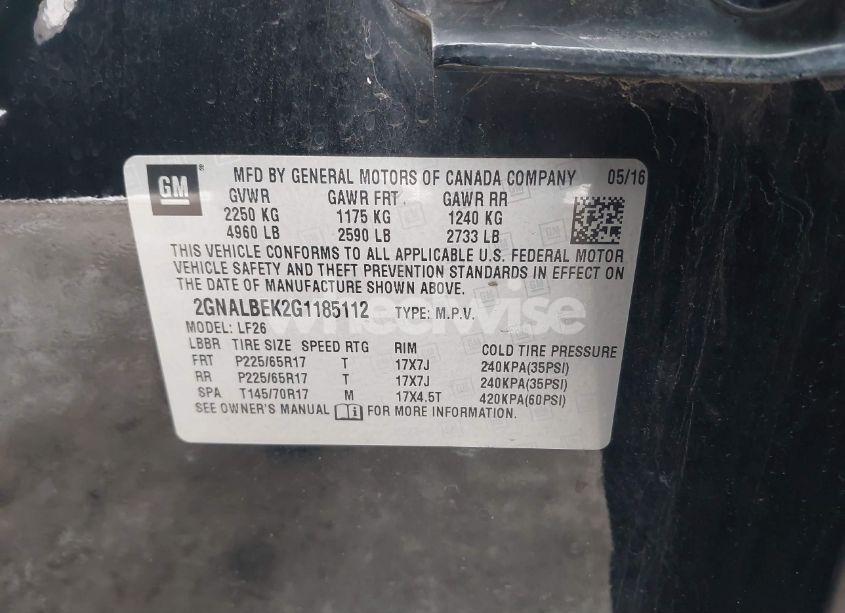 GM
MFD BY GENERAL MOTORS OF CANADA COMPANY 05/16
GVWR GAWR FRT GAWR RR
2250 KG 1175 KG 1240 KG
4960 LB 2590 LB 2733 LB
THIS VEHICLE CONFORMS TO ALL APPLICABLE U.S. FEDERAL MOTOR
VEHICLE SAFETY AND THEFT PREVENTION STANDARDS IN EFFECT ON
THE DATE OF MANUFACTURE SHOWN ABOVE.
2GNALBEK2G1185112 TYPE: M.P.V.
wheelwise
MODEL: LF26
LBBR TIRE SIZE SPEED RTG RIM COLD TIRE PRESSURE
FRT P225/65R17 T 17X7J 240KPA(35PSI)
RR P225/65R17 T 17X7J 240KPA(35PSI)
SPA T145/70R17 M 17X4.5T 420KPA(60PSI)
SEE OWNER'S MANUAL FOR MORE INFORMATION.